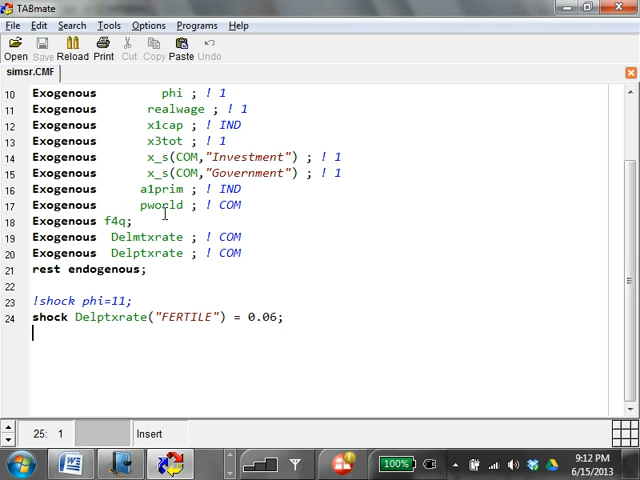 TABmate
File Edit Search Tools Options Programs Help
Open Save Reload Print Cut Copy Paste Undo
simsr.CMF
10 Exogenous phi ; ! 1
11 Exogenous realwage ; ! 1
12 Exogenous x1cap ; ! IND
13 Exogenous x3tot ; ! 1
14 Exogenous x_s(COM,"Investment") ; ! 1
15 Exogenous x_s(COM,"Government") ; ! 1
16 Exogenous a1prim ; ! IND
17 Exogenous pworld ; ! COM
18 Exogenous f4q;
19 Exogenous Delmtxrate ; ! COM
20 Exogenous Delptxrate ; ! COM
21 rest endogenous;
22
23 !shock phi=11;
24 shock Delptxrate("FERTILE") = 0.06;
25: 1 Insert
100%
9:12 PM
6/15/2013